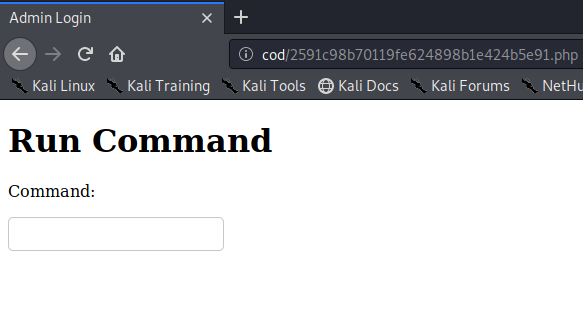 Admin Login
cod/2591c98b70119fe624898b1e424b5e91.php
Kali Linux Kali Training Kali Tools Kali Docs Kali Forums NetHu
Run Command
Command: